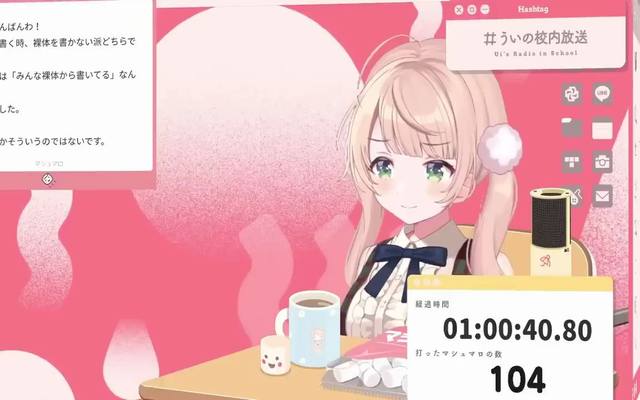 んばんわ！
書く時、裸体を書かない派どちらで
は「みんな裸体から書いてる」なん
した。
かそういうのではないです。
マシュマロ
Hashtag
#ういの校内放送
Ui's Radio in School
LINE
経過時間
01:00:40.80
打ったマシュマロの数
104